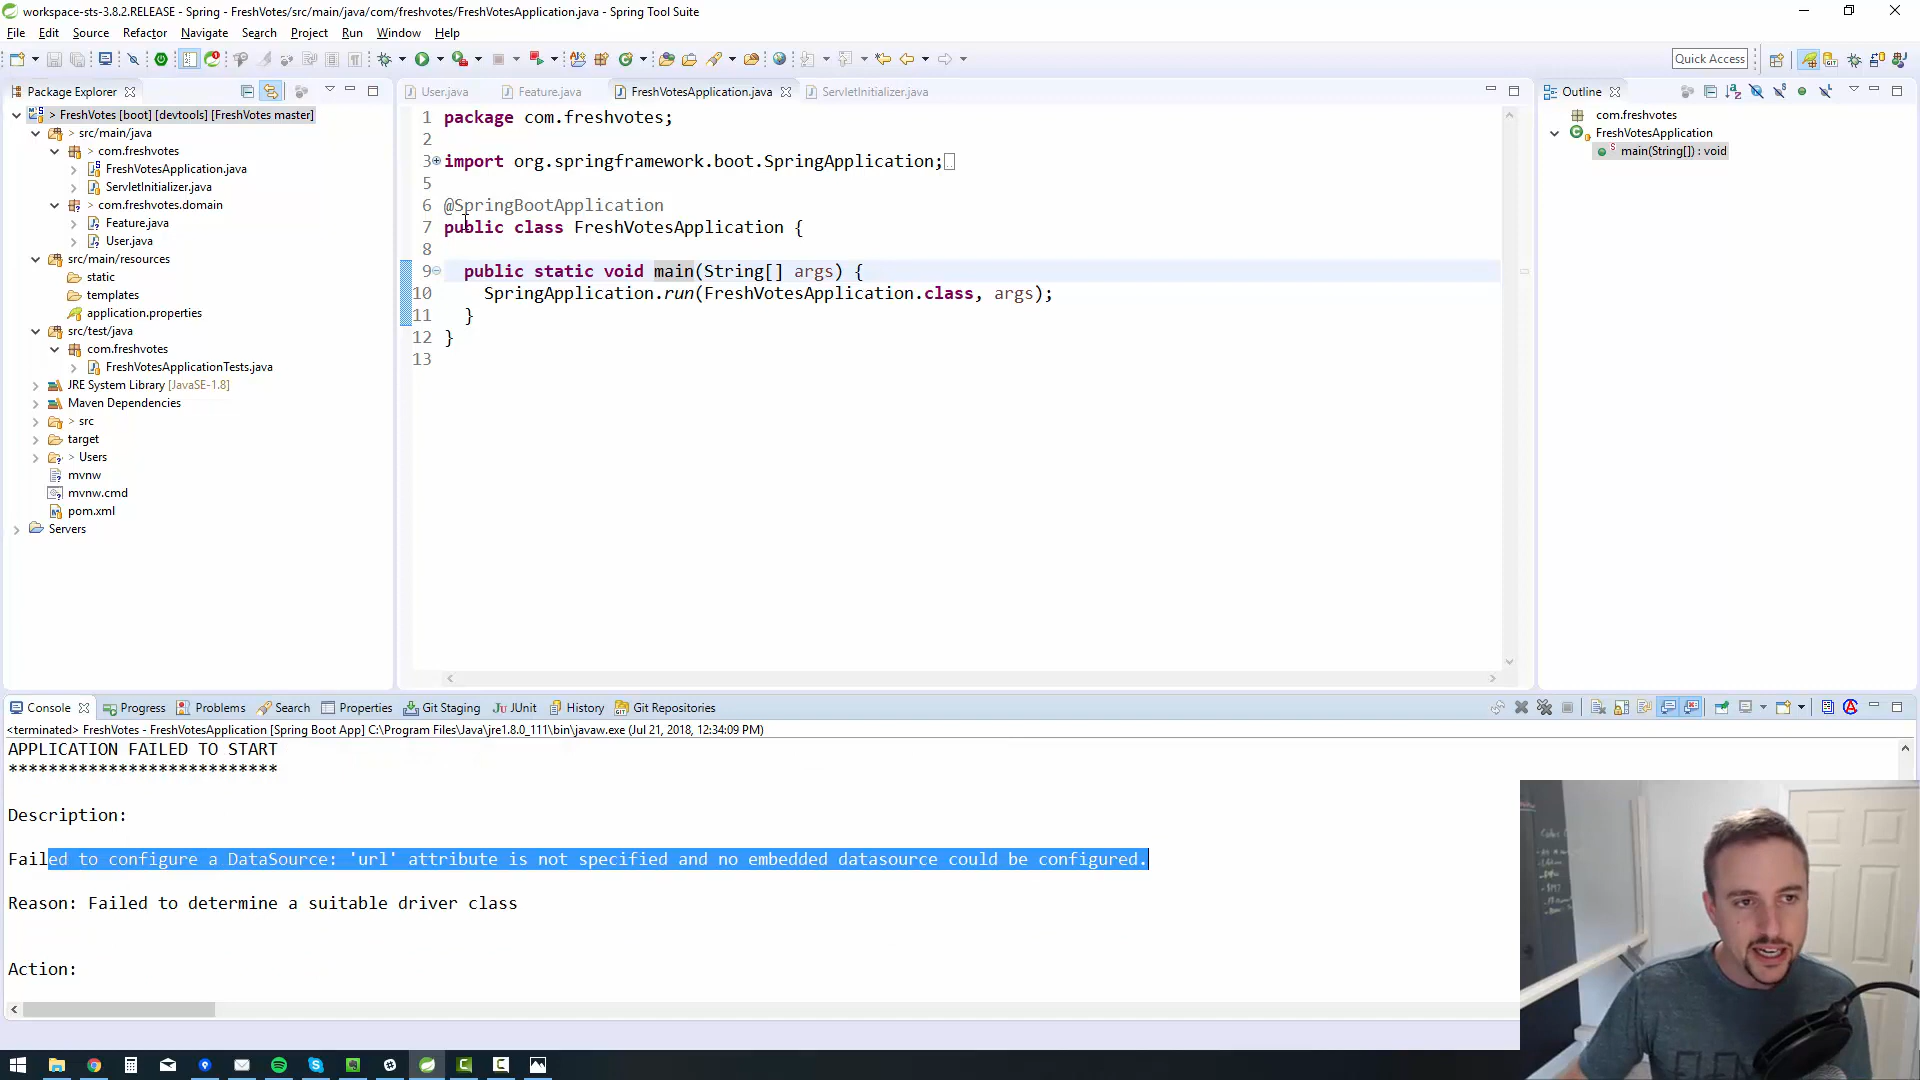 workspace-sts-3.8.2.RELEASE - Spring - FreshVotes/src/main/java/com/freshvotes/FreshVotesApplication.java - Spring Tool Suite
File Edit Source Refactor Navigate Search Project Run Window Help
Quick Access
Package Explorer
> FreshVotes [boot] [devtools] [FreshVotes master]
> src/main/java
> com.freshvotes
FreshVotesApplication.java
ServletInitializer.java
> com.freshvotes.domain
Feature.java
User.java
src/main/resources
static
templates
application.properties
src/test/java
com.freshvotes
FreshVotesApplicationTests.java
JRE System Library [JavaSE-1.8]
Maven Dependencies
> src
target
> Users
mvnw
mvnw.cmd
pom.xml
Servers
User.java Feature.java FreshVotesApplication.java ServletInitializer.java
1 package com.freshvotes;
2
3 import org.springframework.boot.SpringApplication;
5
6 @SpringBootApplication
7 public class FreshVotesApplication {
8
9 public static void main(String[] args) {
10 SpringApplication.run(FreshVotesApplication.class, args);
11 }
12 }
13
Outline
com.freshvotes
FreshVotesApplication
main(String[]) : void
Console Progress Problems Search Properties Git Staging JUnit History Git Repositories
<terminated> FreshVotes - FreshVotesApplication [Spring Boot App] C:\Program Files\Java\jre1.8.0_111\bin\javaw.exe (Jul 21, 2018, 12:34:09 PM)
APPLICATION FAILED TO START
***************************
Description:
Failed to configure a DataSource: 'url' attribute is not specified and no embedded datasource could be configured.
Reason: Failed to determine a suitable driver class
Action: